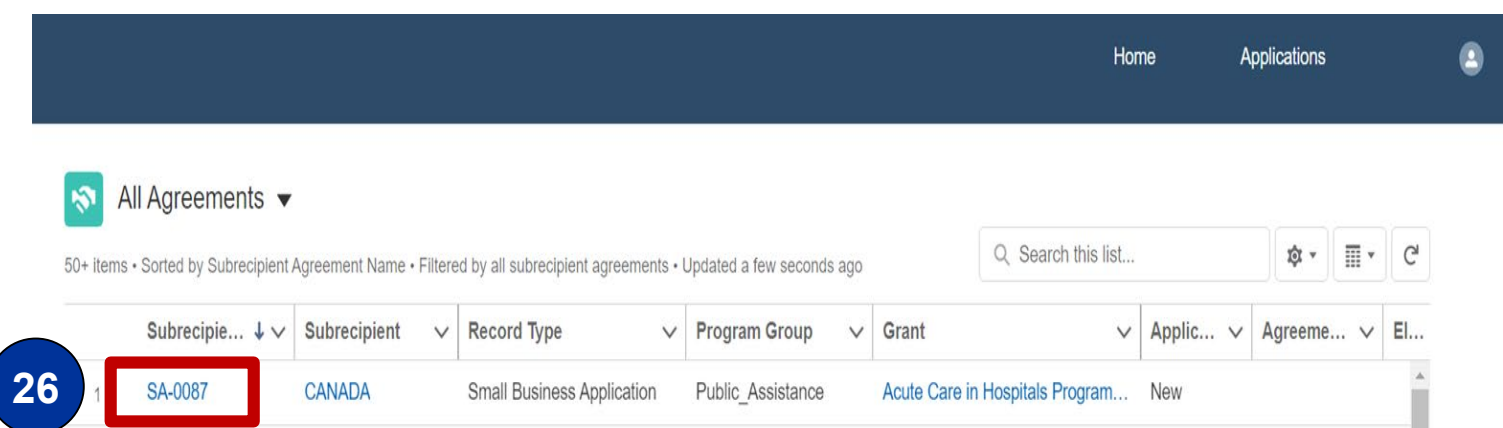 Home Applications
All Agreements
50+ items • Sorted by Subrecipient Agreement Name • Filtered by all subrecipient agreements • Updated a few seconds ago
Search this list...
Subrecipie... Subrecipient Record Type Program Group Grant Applic... Agreeme... El...
26 1 SA-0087 CANADA Small Business Application Public_Assistance Acute Care in Hospitals Program... New